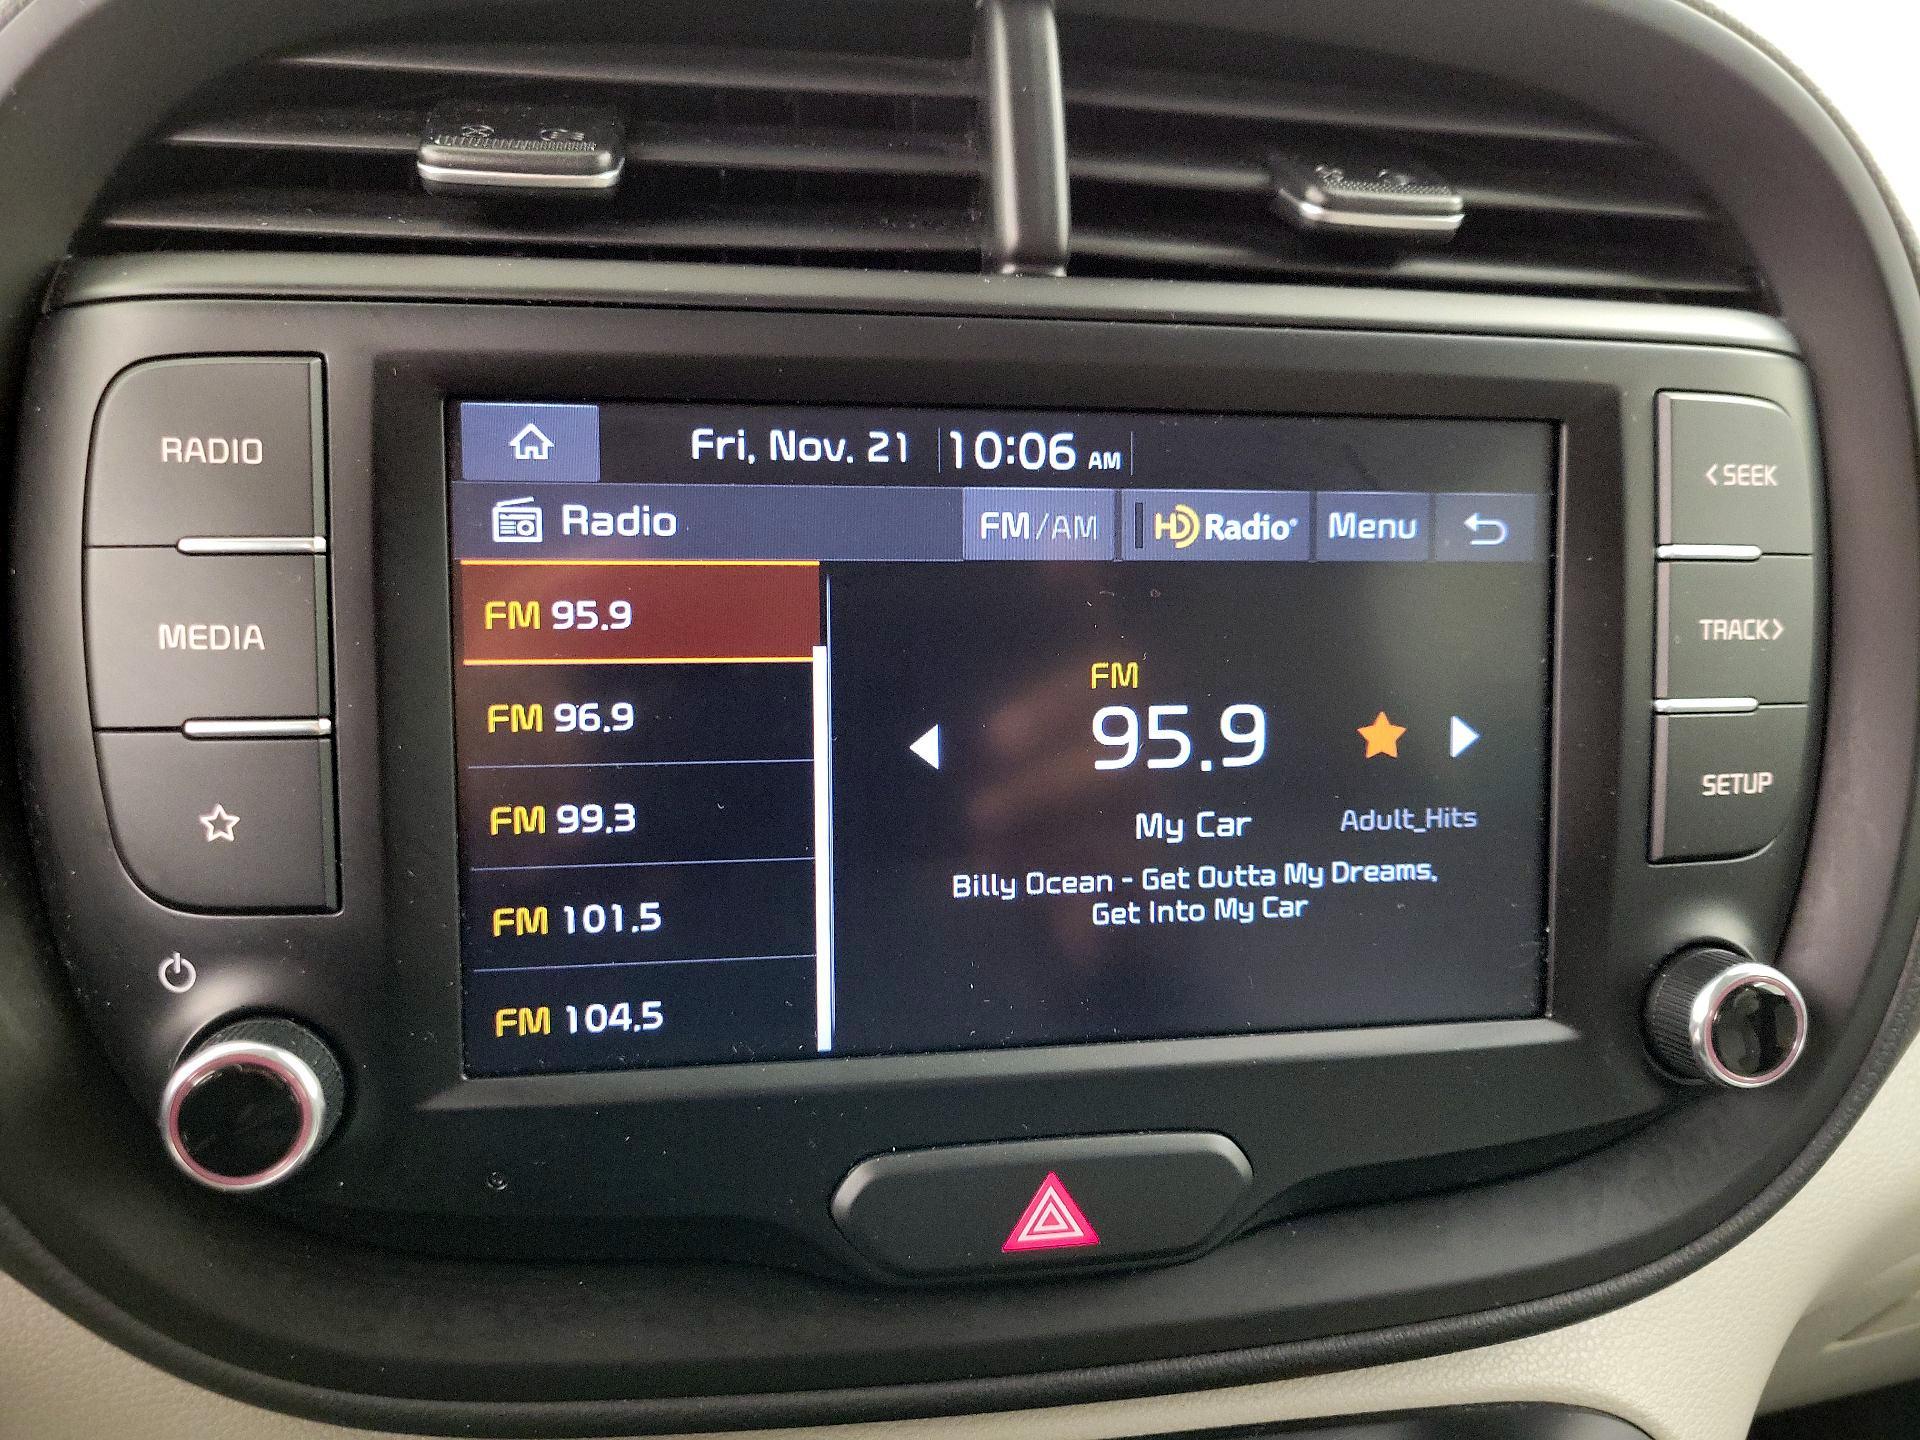 Fri, Nov. 21 10:06 AM
Radio FM/AM HD Radio Menu
RADIO
MEDIA
FM 95.9
FM 96.9
FM 99.3
FM 101.5
FM 104.5
FM
95.9
My Car Adult_Hits
Billy Ocean - Get Outta My Dreams,
Get Into My Car
<SEEK
TRACK>
SETUP